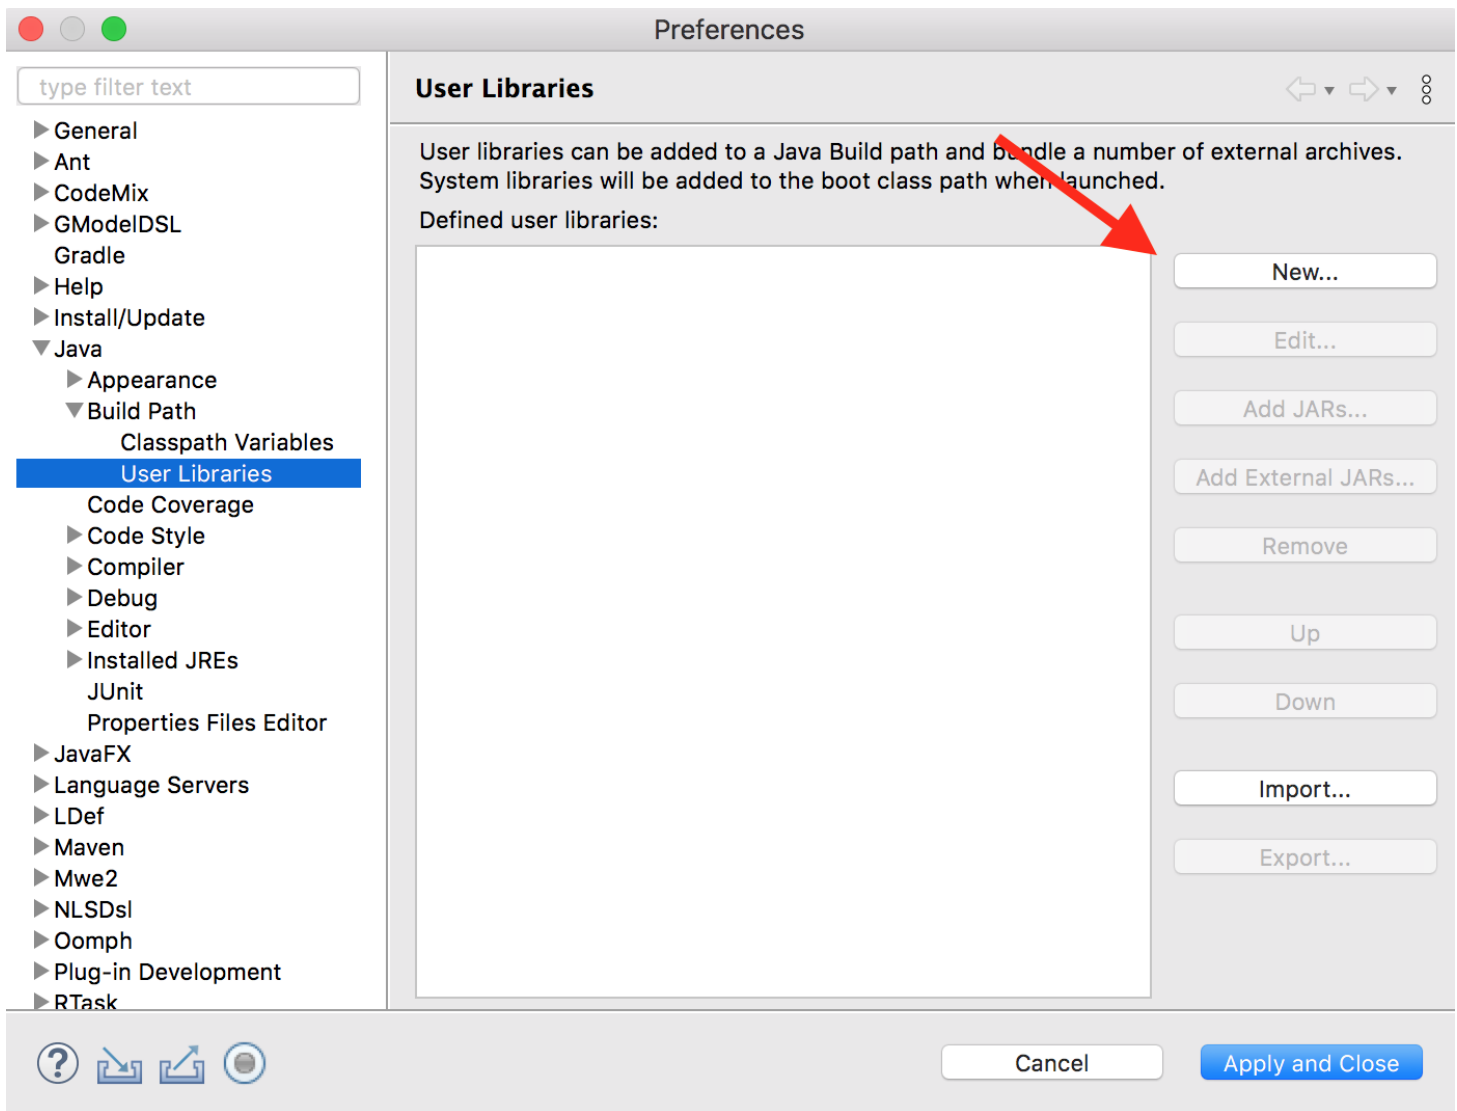 Preferences
type filter text
General
Ant
CodeMix
GModelDSL
Gradle
Help
Install/Update
Java
Appearance
Build Path
Classpath Variables
User Libraries
Code Coverage
Code Style
Compiler
Debug
Editor
Installed JREs
JUnit
Properties Files Editor
JavaFX
Language Servers
LDef
Maven
Mwe2
NLSDsl
Oomph
Plug-in Development
RTask
User Libraries
User libraries can be added to a Java Build path and bundle a number of external archives.
System libraries will be added to the boot class path when launched.
Defined user libraries:
New...
Edit...
Add JARs...
Add External JARs...
Remove
Up
Down
Import...
Export...
?
Cancel
Apply and Close